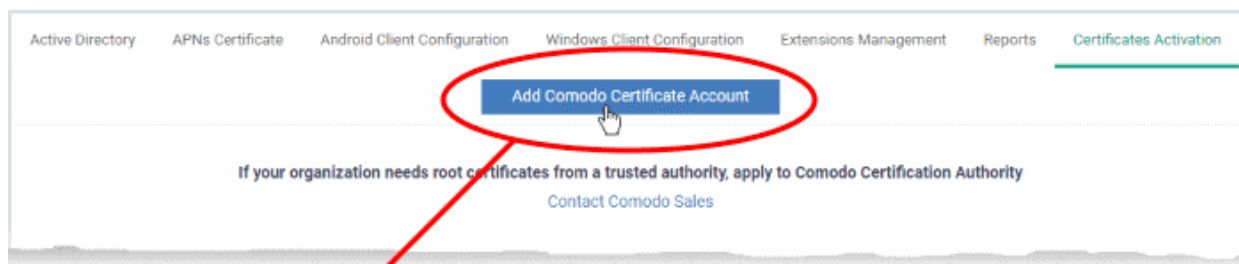 Active Directory APNs Certificate Android Client Configuration Windows Client Configuration Extensions Management Reports Certificates Activation
Add Comodo Certificate Account
If your organization needs root certificates from a trusted authority, apply to Comodo Certification Authority
Contact Comodo Sales